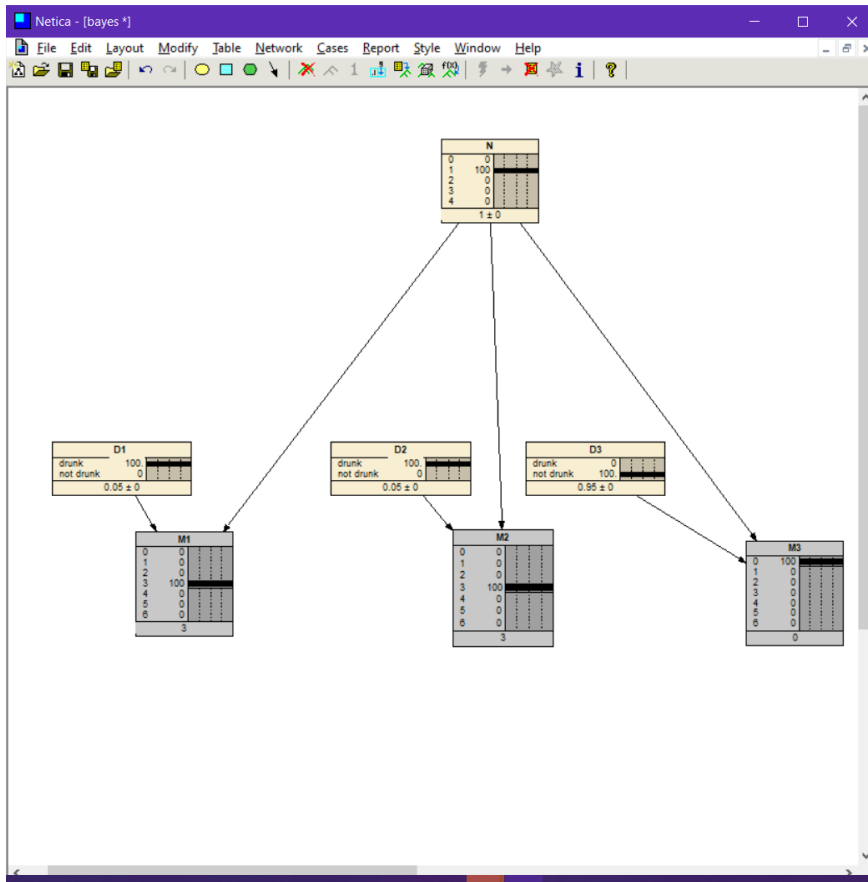 Netica - [bayes *]
File Edit Layout Modify Table Network Cases Report Style Window Help
N
0 0
1 100
2 0
3 0
4 0
1 ± 0
D1
drunk 100.
not drunk 0
0.05 ± 0
D2
drunk 100.
not drunk 0
0.05 ± 0
D3
drunk 0
not drunk 100.
0.95 ± 0
M1
0 0
1 0
2 0
3 100
4 0
5 0
6 0
3
M2
0 0
1 0
2 0
3 100
4 0
5 0
6 0
3
M3
0 100
1 0
2 0
3 0
4 0
5 0
6 0
0